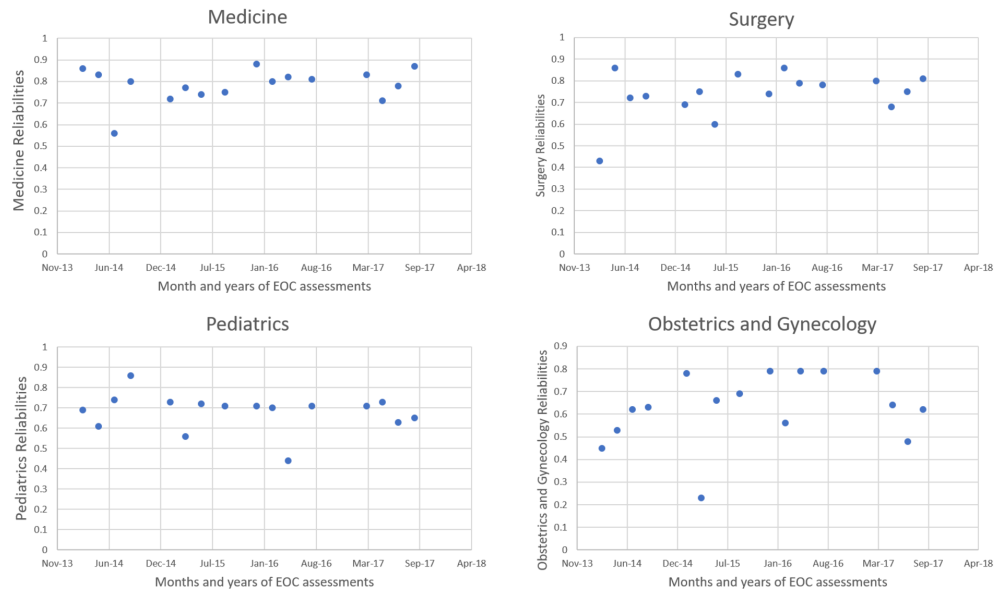 Medicine
1
0.9
0.8
0.7
0.6
0.5
0.4
0.3
0.2
0.1
0
Medicine Reliabilities
Nov-13 Jun-14 Dec-14 Jul-15 Jan-16 Aug-16 Mar-17 Sep-17 Apr-18
Month and years of EOC assessments
Surgery
1
0.9
0.8
0.7
0.6
0.5
0.4
0.3
0.2
0.1
0
Surgery Reliabilities
Nov-13 Jun-14 Dec-14 Jul-15 Jan-16 Aug-16 Mar-17 Sep-17 Apr-18
Months and years of EOC assessments
Pediatrics
1
0.9
0.8
0.7
0.6
0.5
0.4
0.3
0.2
0.1
0
Pediatrics Reliabilities
Nov-13 Jun-14 Dec-14 Jul-15 Jan-16 Aug-16 Mar-17 Sep-17 Apr-18
Months and years of EOC assessments
Obstetrics and Gynecology
0.9
0.8
0.7
0.6
0.5
0.4
0.3
0.2
0.1
0
Obstetrics and Gynecology Reliabilities
Nov-13 Jun-14 Dec-14 Jul-15 Jan-16 Aug-16 Mar-17 Sep-17 Apr-18
Months and years of EOC assessments